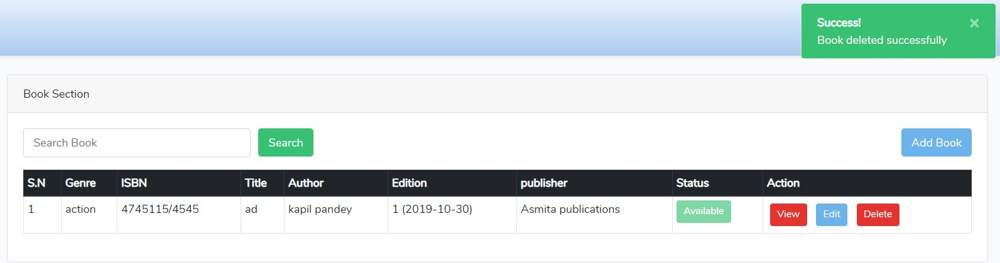 Success!
Book deleted successfully
Book Section
Search Book Search Add Book
S.N Genre ISBN Title Author Edition publisher Status Action
1 action 4745115/4545 ad kapil pandey 1 (2019-10-30) Asmita publications Available View Edit Delete